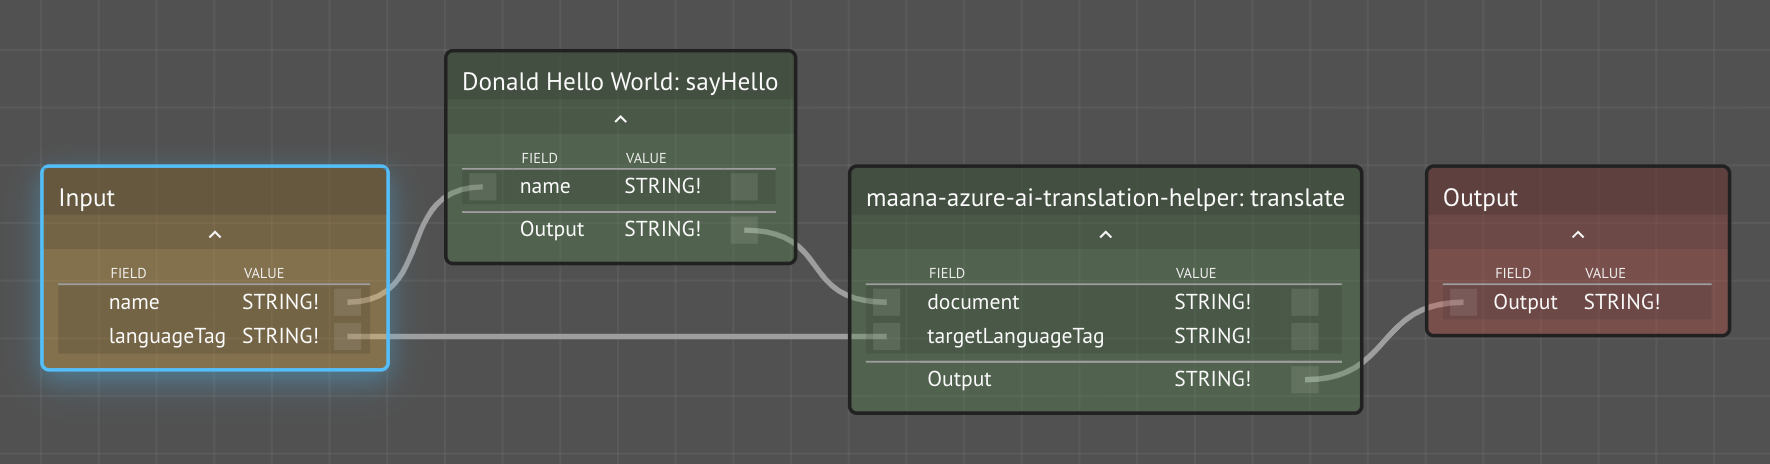 Input
FIELD VALUE
name STRING!
languageTag STRING!
Donald Hello World: sayHello
FIELD VALUE
name STRING!
Output STRING!
maana-azure-ai-translation-helper: translate
FIELD VALUE
document STRING!
targetLanguageTag STRING!
Output STRING!
Output
FIELD VALUE
Output STRING!